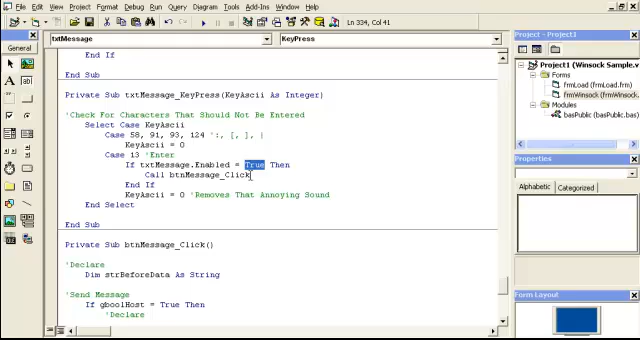 File Edit View Project Format Debug Run Query Diagram Tools Add-Ins Window Help
Ln 334, Col 41
General
txtMessage
KeyPress
End If
End Sub
Private Sub txtMessage_KeyPress(KeyAscii As Integer)
'Check For Characters That Should Not Be Entered
Select Case KeyAscii
Case 58, 91, 93, 124 ':, [, ], |
KeyAscii = 0
Case 13 'Enter
If txtMessage.Enabled = True Then
Call btnMessage_Click
End If
KeyAscii = 0 'Removes That Annoying Sound
End Select
End Sub
Private Sub btnMessage_Click()
'Declare
Dim strBeforeData As String
'Send Message
If gboolHost = True Then
'Declare
Project - Project1
Project1 (Winsock Sample.v
Forms
frmLoad (frmLoad.frm)
frmWinsock (frmWinsock.
Modules
basPublic (basPublic.bas)
Properties
Alphabetic Categorized
Form Layout